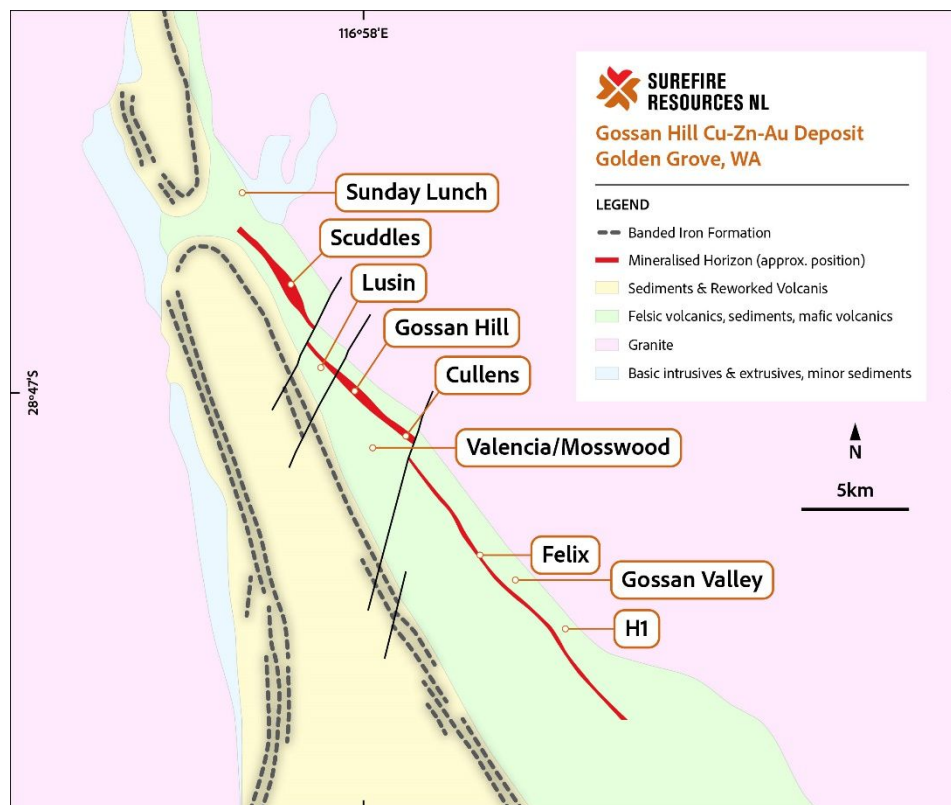 116°58'E
28°47'S
SUREFIRE
RESOURCES NL
Gossan Hill Cu-Zn-Au Deposit
Golden Grove, WA
LEGEND
Banded Iron Formation
Mineralised Horizon (approx. position)
Sediments & Reworked Volcanis
Felsic volcanics, sediments, mafic volcanics
Granite
Basic intrusives & extrusives, minor sediments
N
5km
Sunday Lunch
Scuddles
Lusin
Gossan Hill
Cullens
Valencia/Mosswood
Felix
Gossan Valley
H1